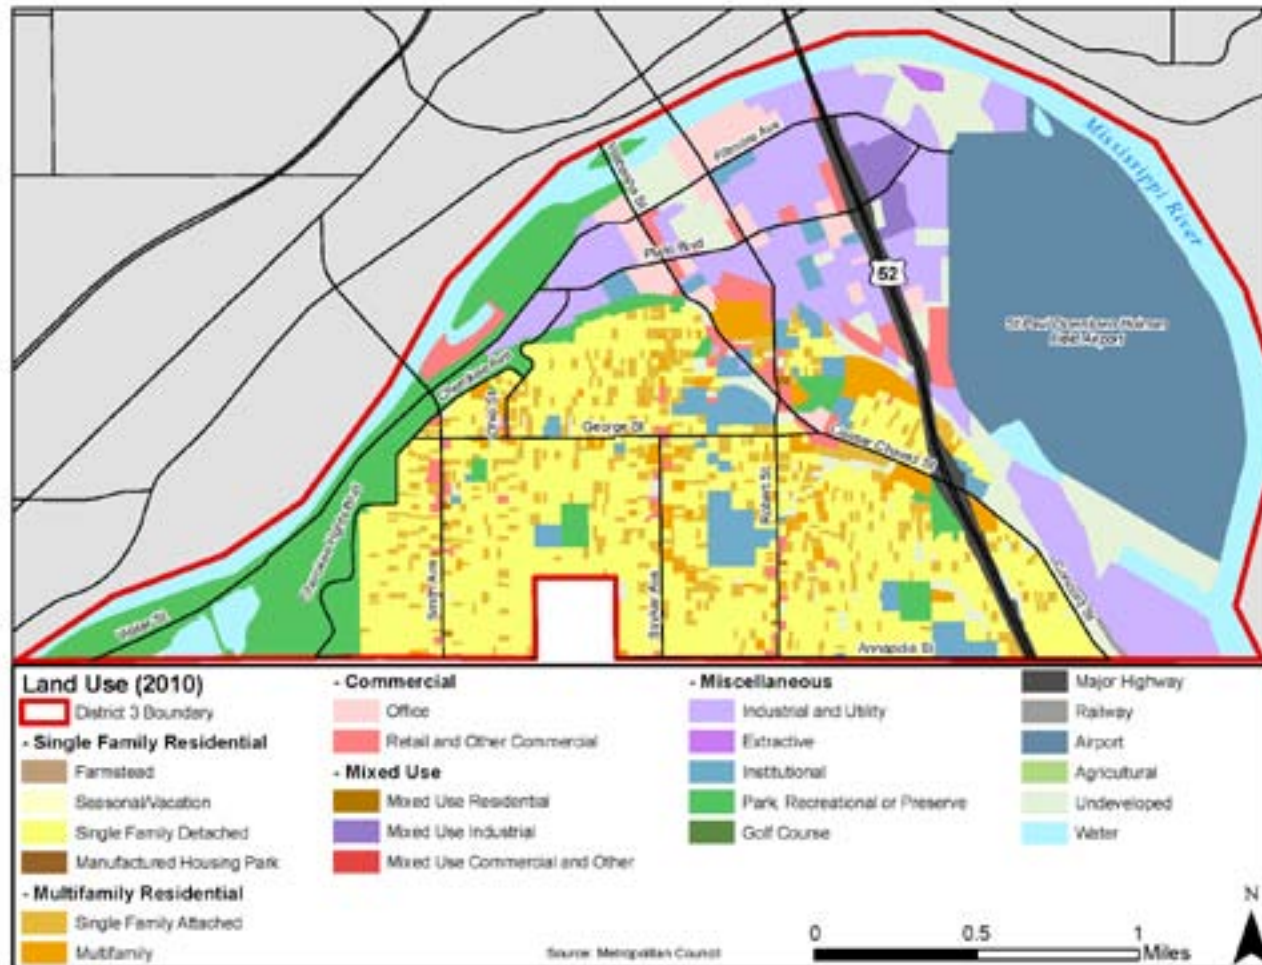 Fillmore Ave
Plato Blvd
Mississippi River
52
Cherokee Ave
Ohio St
George St
Cesar Chavez St
Robert St
Smith Ave
Annapolis St
Concord St
Land Use (2010)
District 3 Boundary
- Single Family Residential
Farmstead
Seasonal/Vacation
Single Family Detached
Manufactured Housing Park
- Multifamily Residential
Single Family Attached
Multifamily
- Commercial
Office
Retail and Other Commercial
- Mixed Use
Mixed Use Residential
Mixed Use Industrial
Mixed Use Commercial and Other
- Miscellaneous
Industrial and Utility
Extractive
Institutional
Park, Recreational or Preserve
Golf Course
Major Highway
Railway
Airport
Agricultural
Undeveloped
Water
Source: Metropolitan Council
0 0.5 1
Miles
N